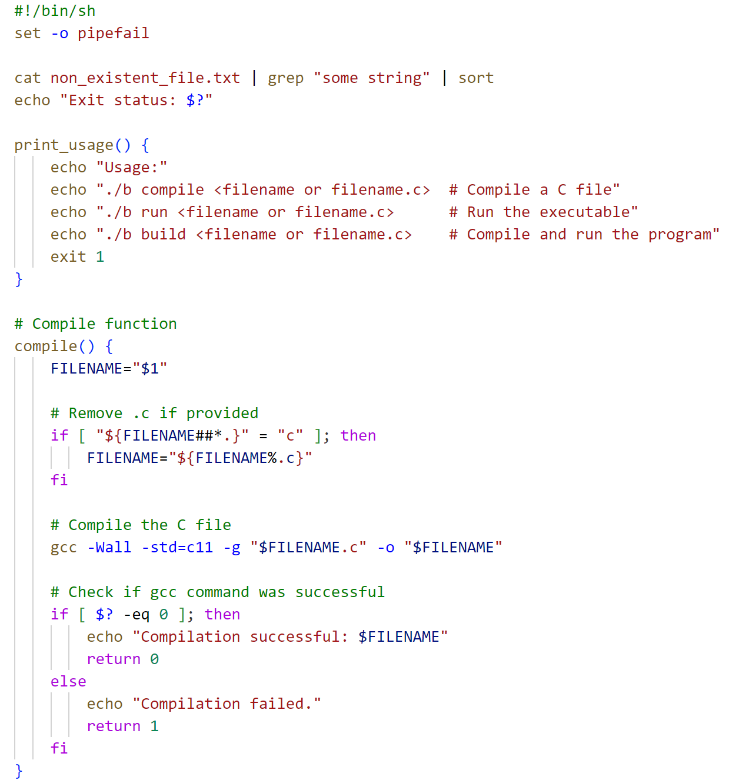 #!/bin/sh
set -o pipefail
cat non_existent_file.txt | grep "some string" | sort
echo "Exit status: $?"
print_usage() {
    echo "Usage:"
    echo "./b compile <filename or filename.c>  # Compile a C file"
    echo "./b run <filename or filename.c>      # Run the executable"
    echo "./b build <filename or filename.c>    # Compile and run the program"
    exit 1
}
# Compile function
compile() {
    FILENAME="$1"
    # Remove .c if provided
    if [ "${FILENAME##*.}" = "c" ]; then
        FILENAME="${FILENAME%.c}"
    fi
    # Compile the C file
    gcc -Wall -std=c11 -g "$FILENAME.c" -o "$FILENAME"
    # Check if gcc command was successful
    if [ $? -eq 0 ]; then
        echo "Compilation successful: $FILENAME"
        return 0
    else
        echo "Compilation failed."
        return 1
    fi
}